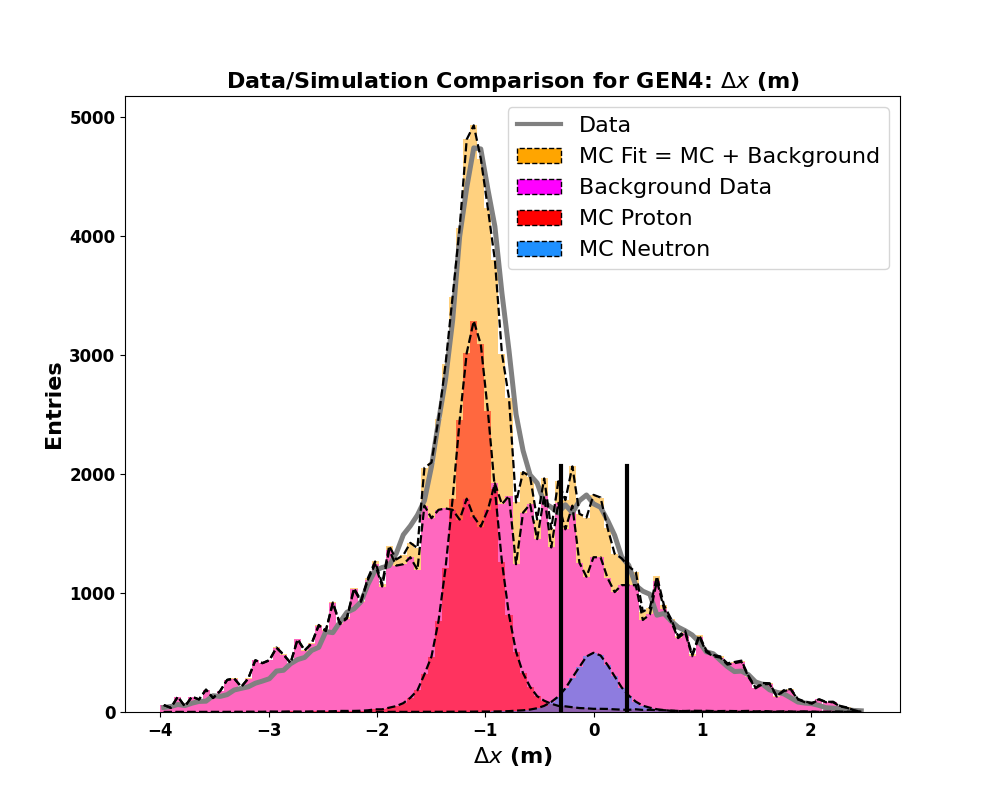 Data/Simulation Comparison for GEN4: Δx (m)
Data
MC Fit = MC + Background
Background Data
MC Proton
MC Neutron
5000
4000
3000
2000
1000
0
Entries
−4 −3 −2 −1 0 1 2
Δx (m)